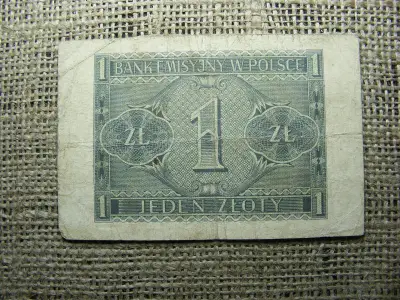 1 BANK EMISYJNY W POLSCE 1
ZŁ 1 ZŁ
1 JEDEN ZŁOTY 1